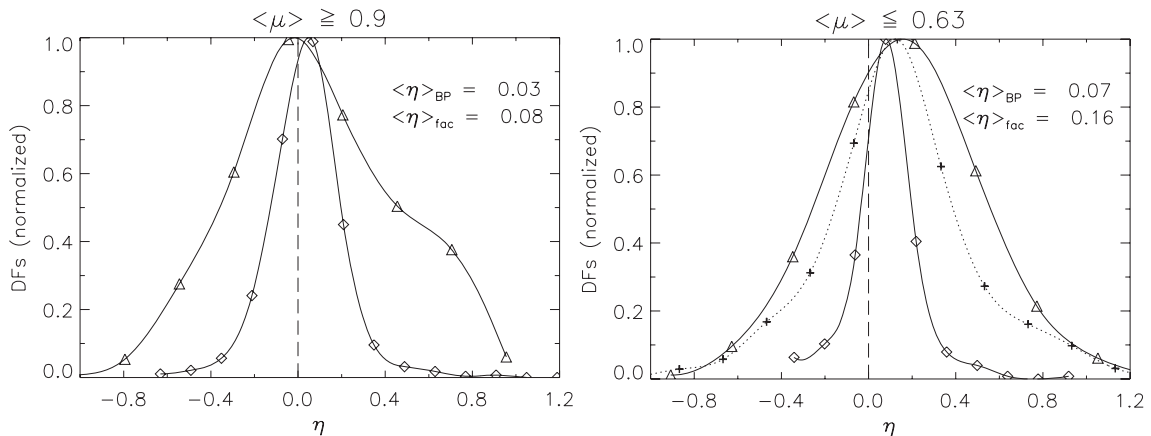 <μ> ≧ 0.9
DFs (normalized)
1.0
0.8
0.6
0.4
0.2
0.0
<η>BP = 0.03
<η>fac = 0.08
−0.8 −0.4 0.0 0.4 0.8 1.2
η
<μ> ≦ 0.63
DFs (normalized)
1.0
0.8
0.6
0.4
0.2
0.0
<η>BP = 0.07
<η>fac = 0.16
−0.8 −0.4 0.0 0.4 0.8 1.2
η